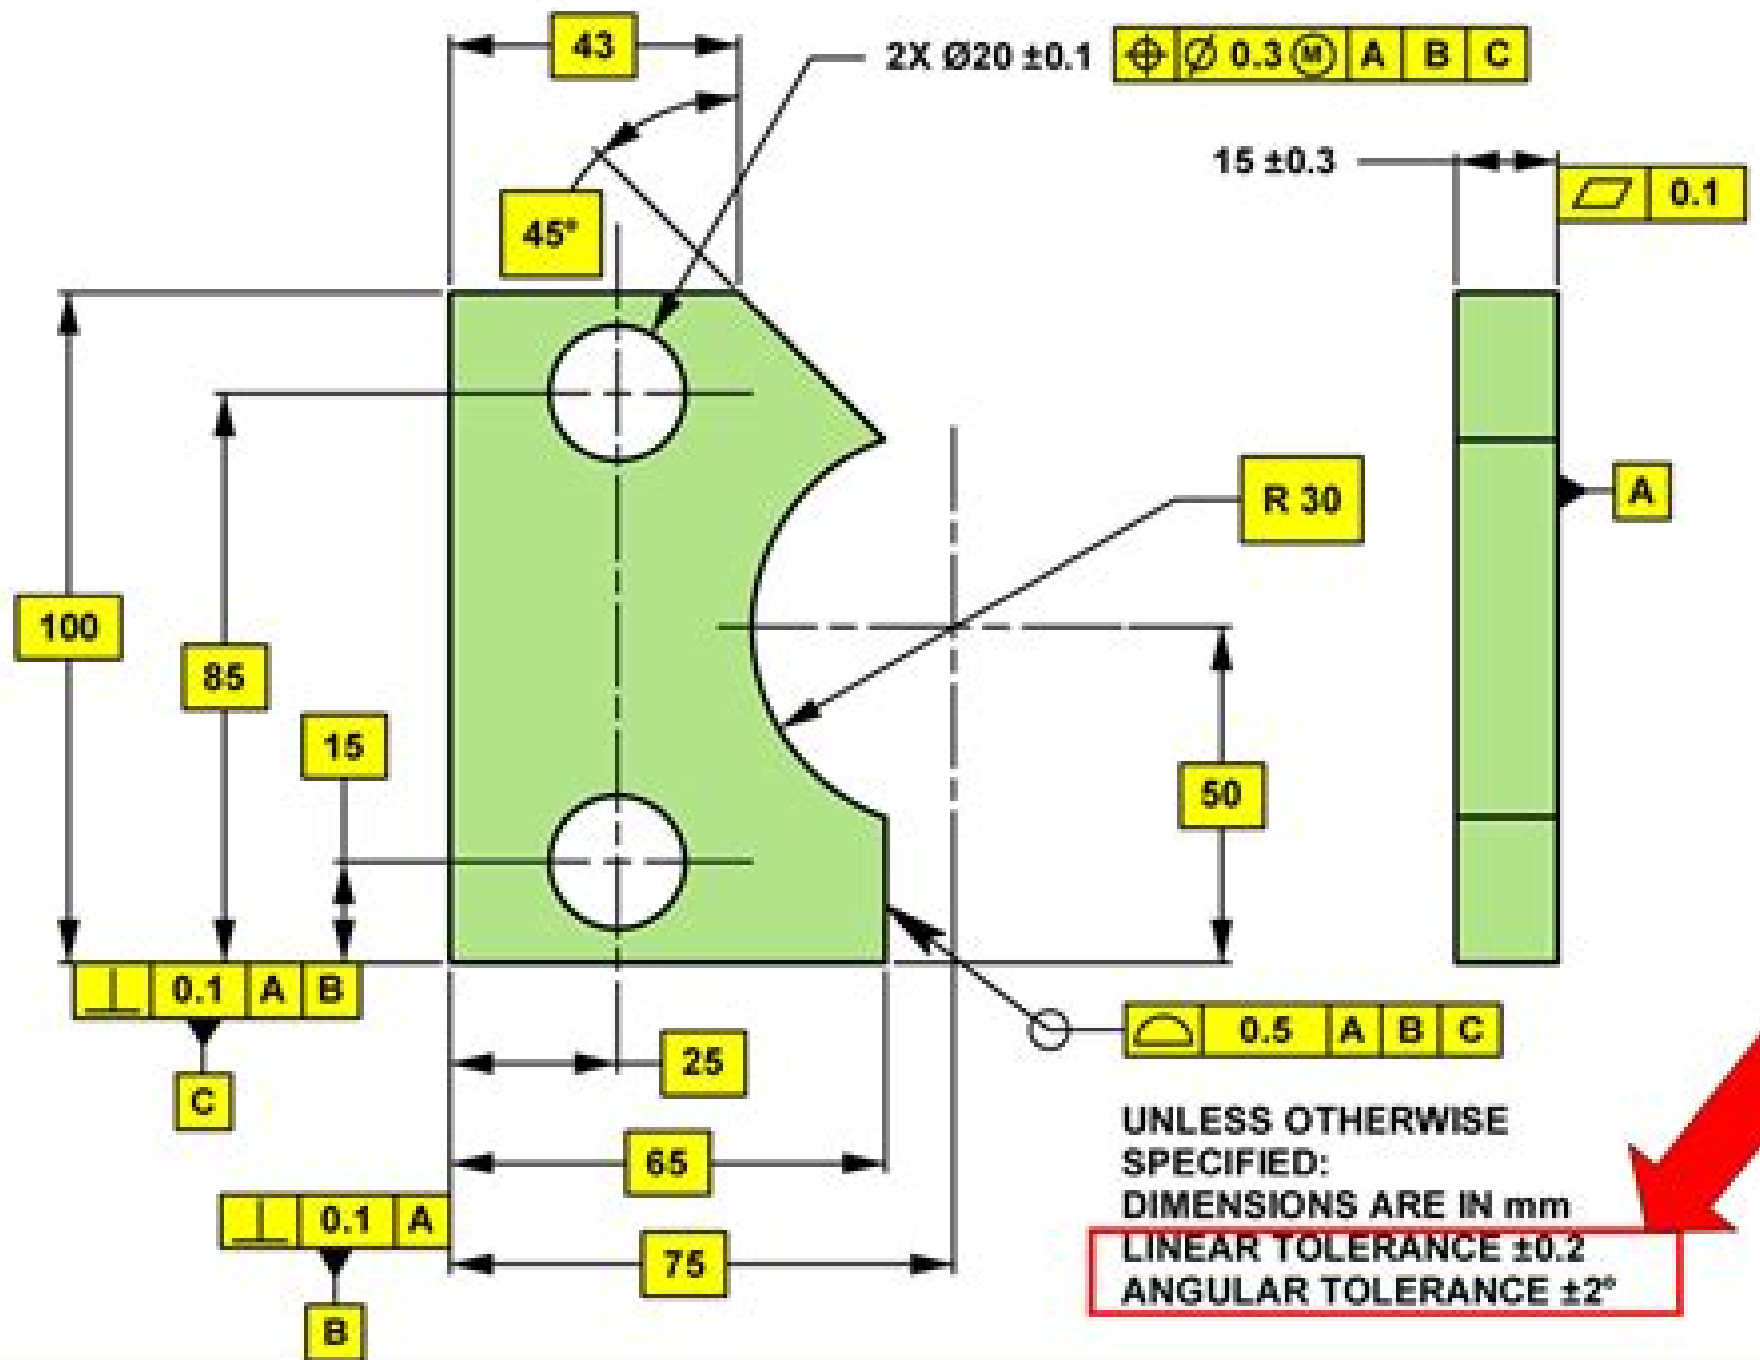 43
2X Ø20 ±0.1 ⌖ Ø 0.3 Ⓜ A B C
15 ±0.3
⏥ 0.1
45°
R 30
A
100
85
15
50
⟂ 0.1 A B
C
⌓ 0.5 A B C
25
65
75
⟂ 0.1 A
B
UNLESS OTHERWISE
SPECIFIED:
DIMENSIONS ARE IN mm
LINEAR TOLERANCE ±0.2
ANGULAR TOLERANCE ±2°